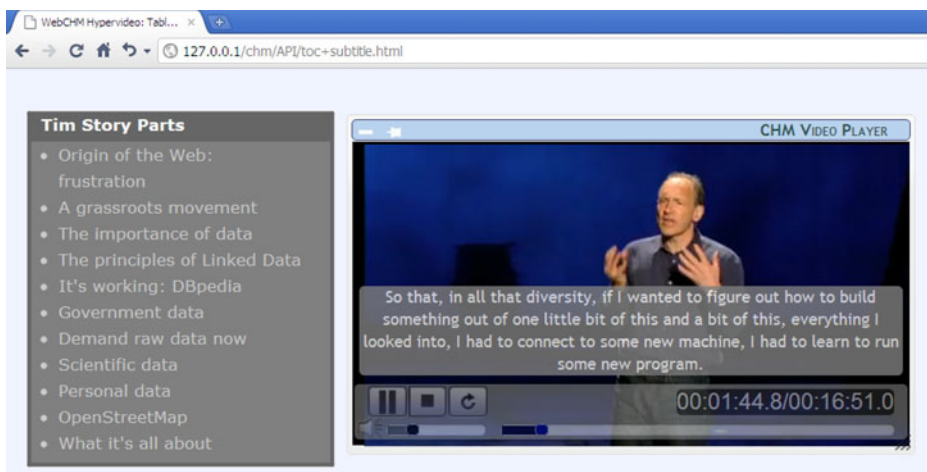 WebCHM Hypervideo: Tabl...
127.0.0.1/chm/API/toc+subtitle.html
Tim Story Parts
Origin of the Web:
frustration
A grassroots movement
The importance of data
The principles of Linked Data
It's working: DBpedia
Government data
Demand raw data now
Scientific data
Personal data
OpenStreetMap
What it's all about
CHM VIDEO PLAYER
So that, in all that diversity, if I wanted to figure out how to build
something out of one little bit of this and a bit of this, everything I
looked into, I had to connect to some new machine, I had to learn to run
some new program.
00:01:44.8/00:16:51.0